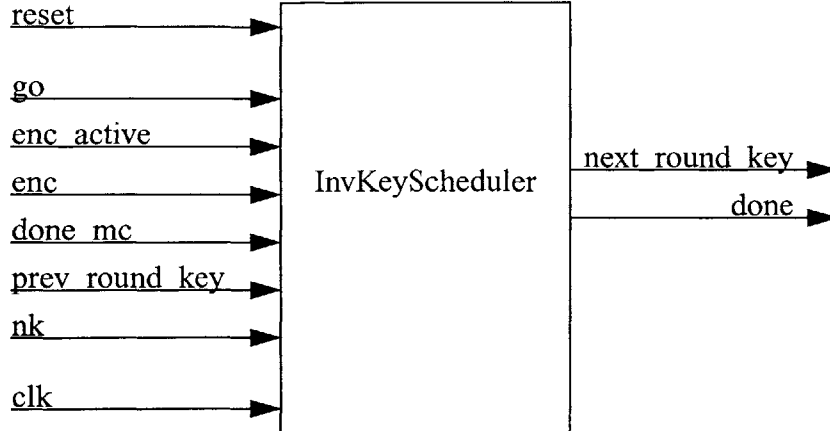 reset
go
enc_active
enc
done_mc
prev_round_key
nk
clk
InvKeyScheduler
next_round_key
done